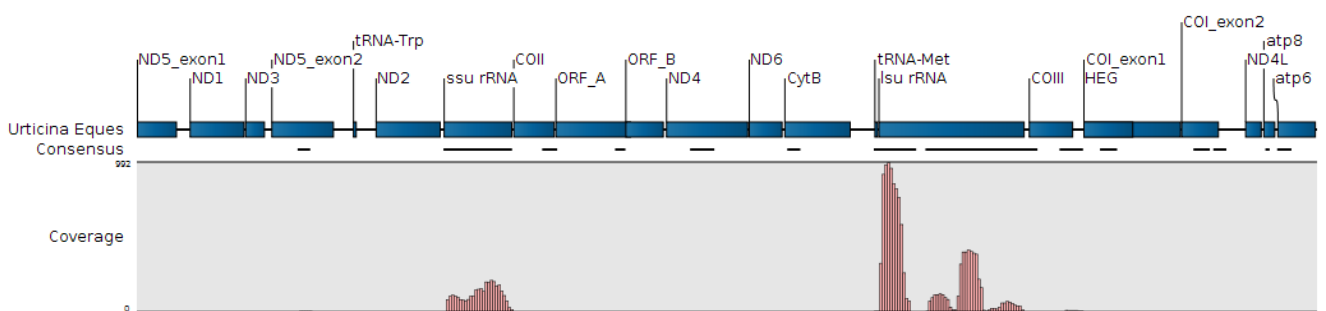 COI_exon2
tRNA-Trp atp8
ND5_exon1 ND5_exon2 COII ORF_B ND6 tRNA-Met COI_exon1 ND4L
ND1 ND3 ND2 ssu rRNA ORF_A ND4 CytB lsu rRNA COIII HEG atp6
Urticina Eques
Consensus
992
Coverage
0